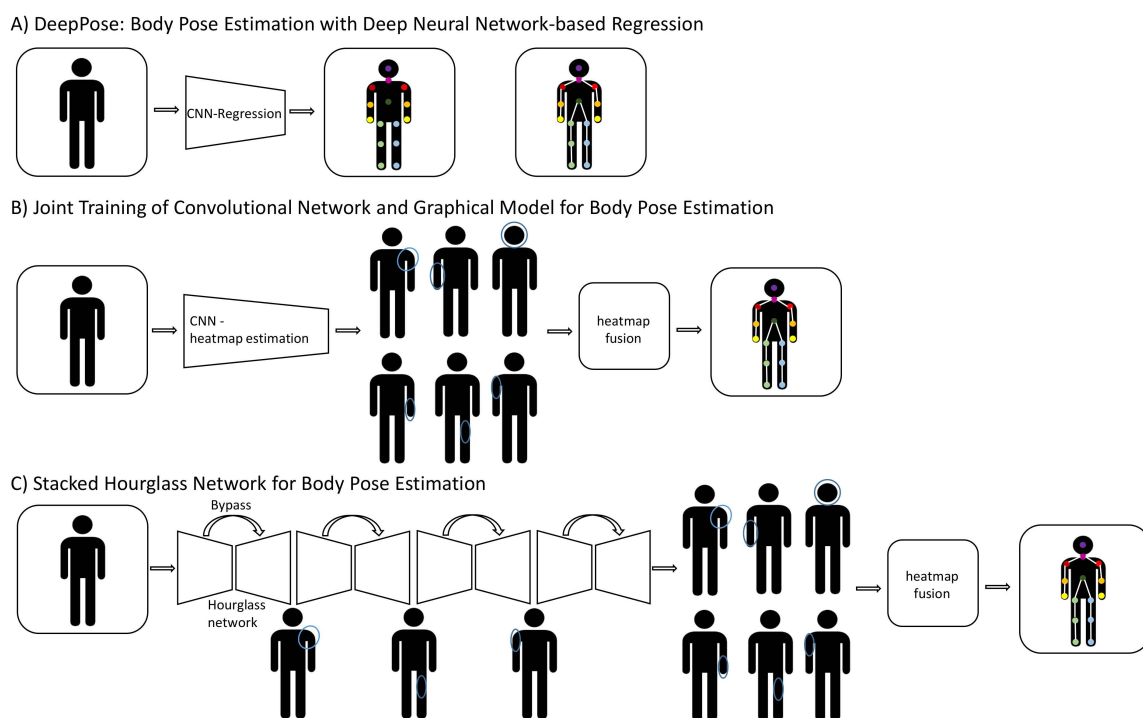 A) DeepPose: Body Pose Estimation with Deep Neural Network-based Regression
CNN-Regression
B) Joint Training of Convolutional Network and Graphical Model for Body Pose Estimation
CNN -
heatmap estimation
heatmap
fusion
C) Stacked Hourglass Network for Body Pose Estimation
Bypass
Hourglass
network
heatmap
fusion